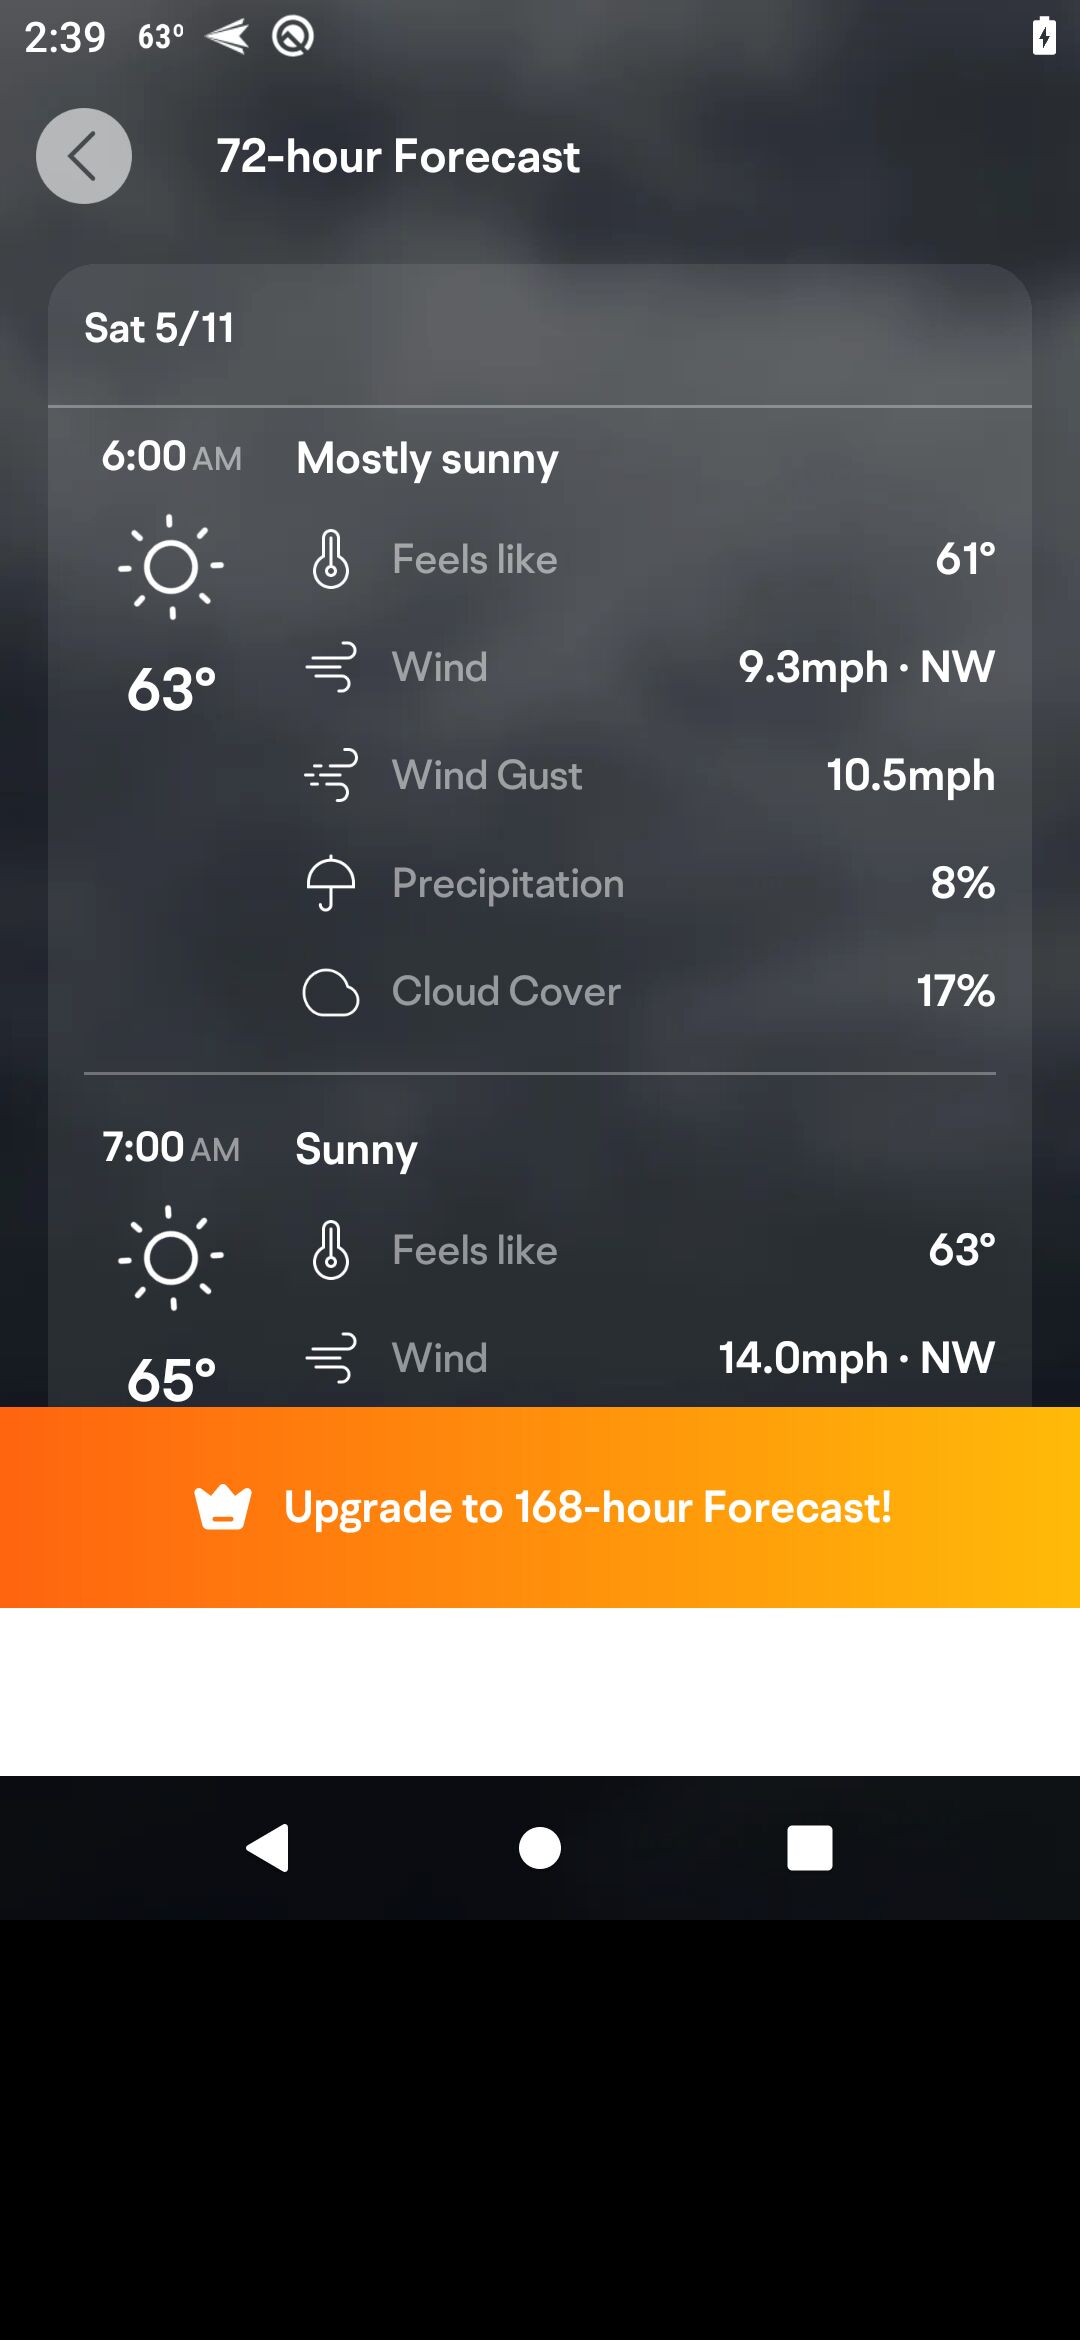 2:39 63°
72-hour Forecast
Sat 5/11
6:00 AM Mostly sunny
Feels like 61°
63° Wind 9.3mph · NW
Wind Gust 10.5mph
Precipitation 8%
Cloud Cover 17%
7:00 AM Sunny
Feels like 63°
65° Wind 14.0mph · NW
Upgrade to 168-hour Forecast!